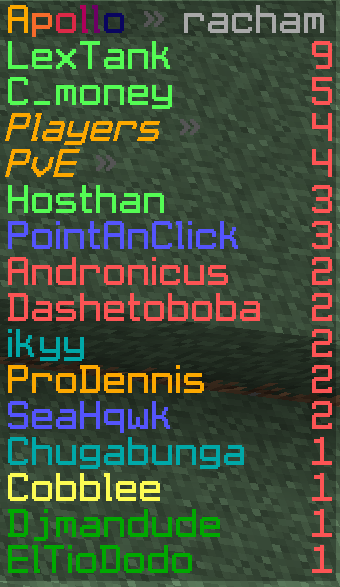 Apollo » racham
LexTank 9
C_money 5
Players » 4
PvE » 4
Hosthan 3
PointAnClick 3
Andronicus 2
Dashetoboba 2
ikyy 2
ProDennis 2
SeaHqwk 2
Chugabunga 1
Cobblee 1
Djmandude 1
ElTioDodo 1